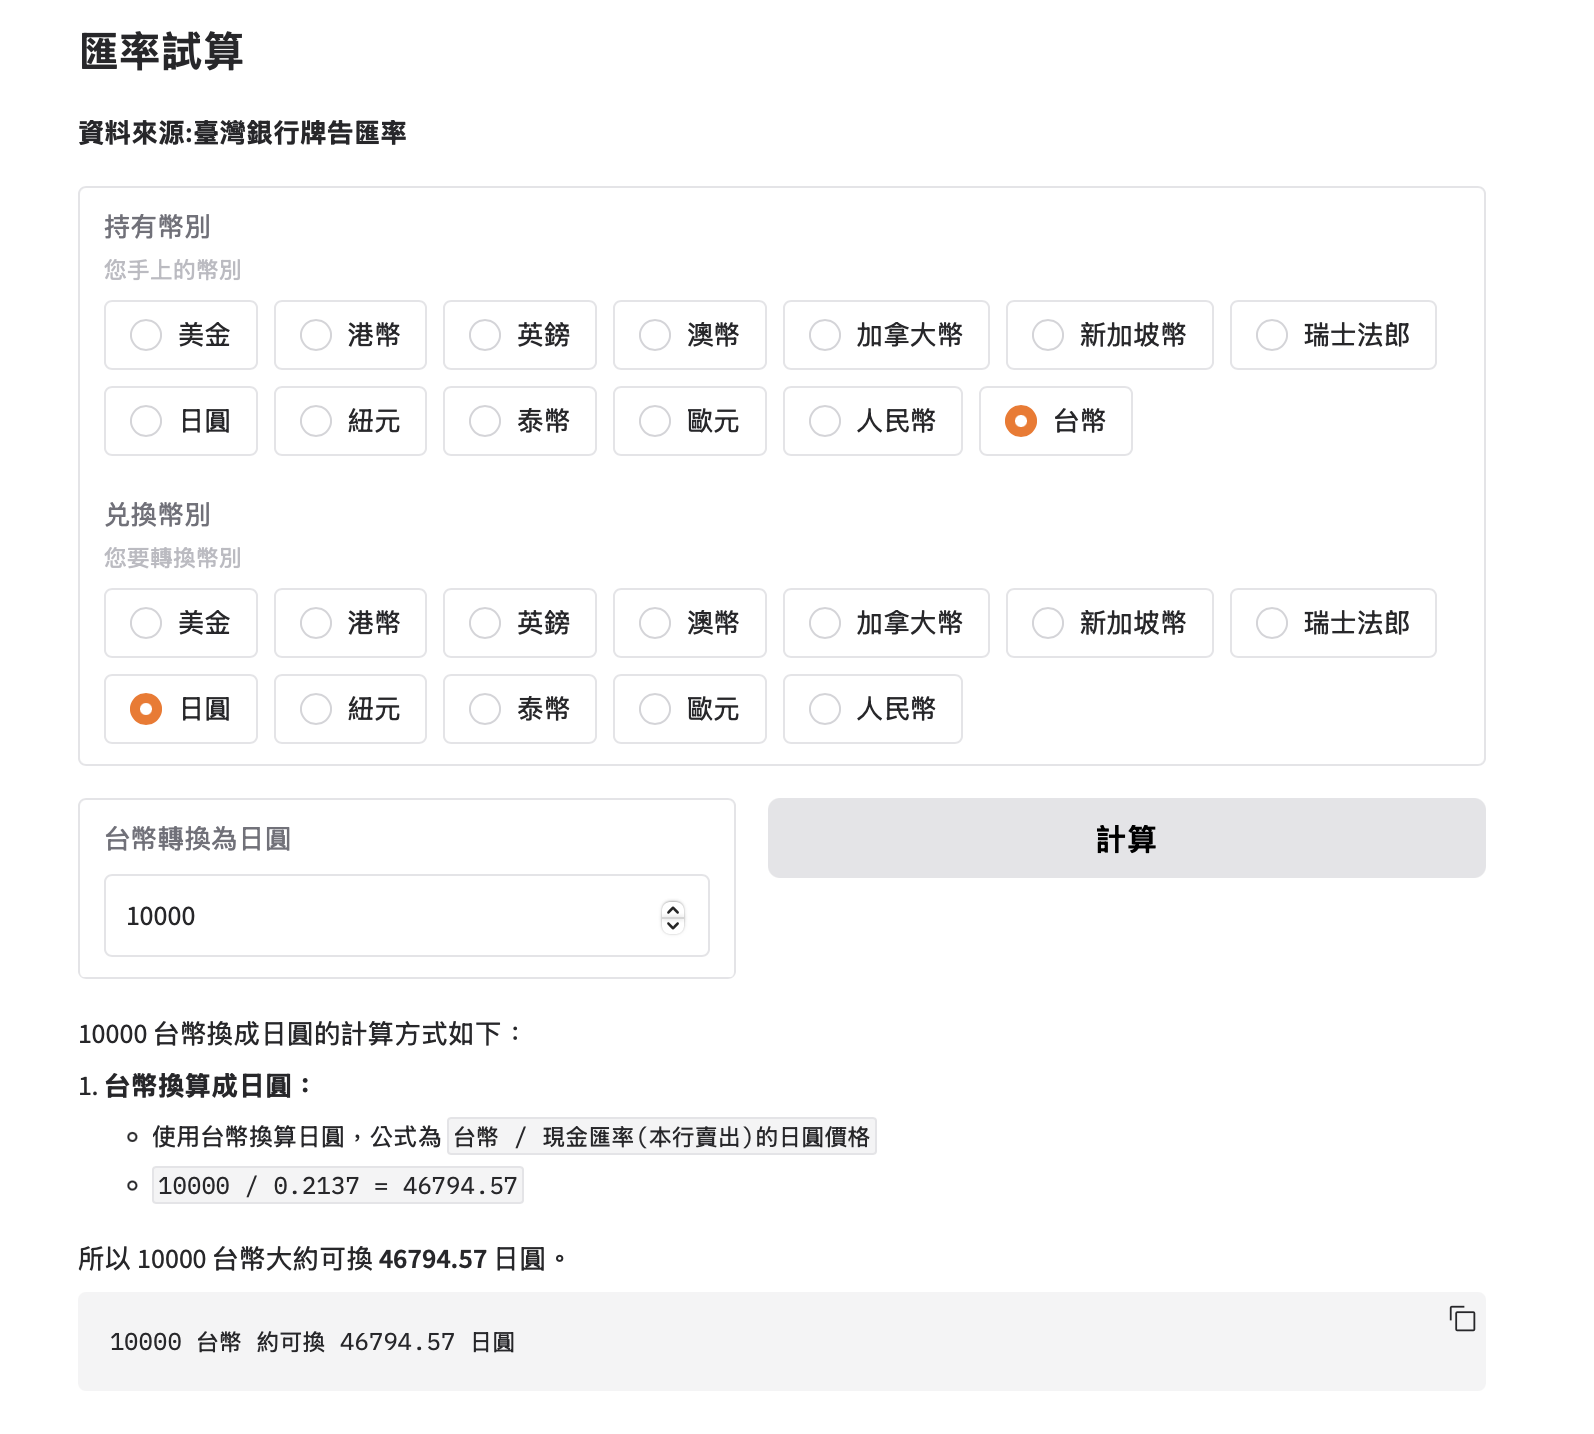 匯率試算
資料來源:臺灣銀行牌告匯率
持有幣別
您手上的幣別
美金 港幣 英鎊 澳幣 加拿大幣 新加坡幣 瑞士法郎
日圓 紐元 泰幣 歐元 人民幣 台幣
兑換幣別
您要轉換幣別
美金 港幣 英鎊 澳幣 加拿大幣 新加坡幣 瑞士法郎
日圓 紐元 泰幣 歐元 人民幣
台幣轉換為日圓
計算
10000
10000 台幣換成日圓的計算方式如下：
1. 台幣換算成日圓：
使用台幣換算日圓，公式為 台幣 / 現金匯率(本行賣出)的日圓價格
10000 / 0.2137 = 46794.57
所以 10000 台幣大約可換 46794.57 日圓。
10000 台幣 約可換 46794.57 日圓